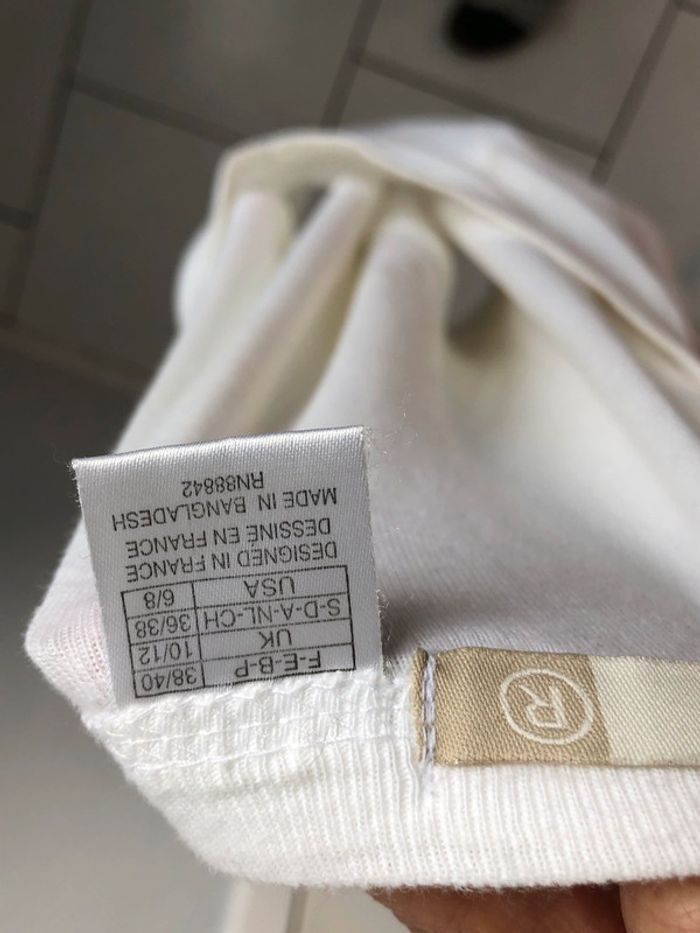 F-E-B-P 38/40
UK 10/12
S-D-A-NL-CH 36/38
USA 6/8
DESIGNED IN FRANCE
DESSINÉ EN FRANCE
MADE IN BANGLADESH
RN88842
R